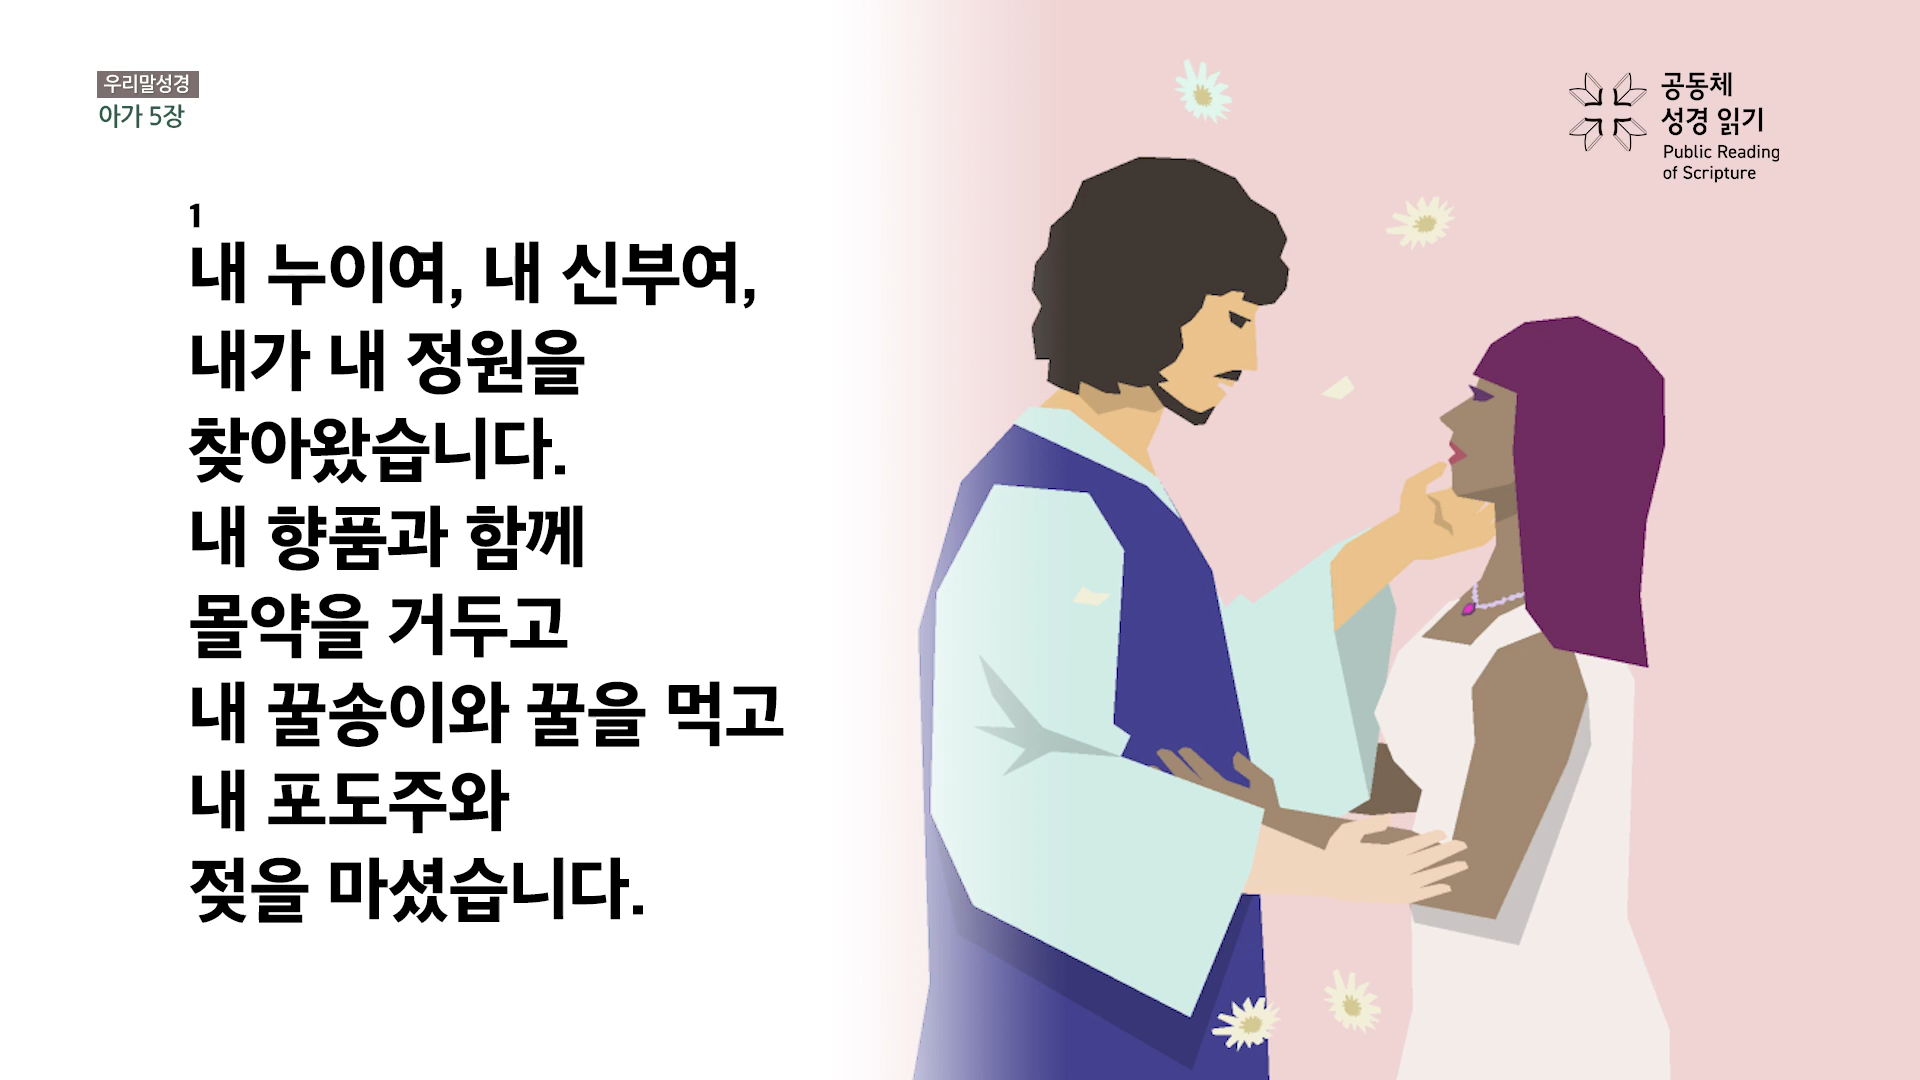 우리말성경
아가 5장
1
내 누이여, 내 신부여,
내가 내 정원을
찾아왔습니다.
내 향품과 함께
몰약을 거두고
내 꿀송이와 꿀을 먹고
내 포도주와
젖을 마셨습니다.
공동체
성경 읽기
Public Reading
of Scripture